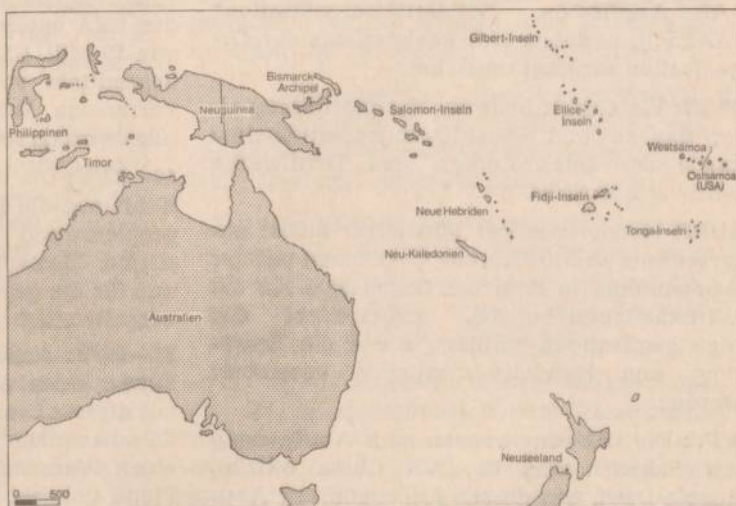 Gilbert-Inseln
Bismarck
Archipel
Neuguinea
Salomon-Inseln
Ellice-
Inseln
Philippinen
Timor
Westsamoa
Ostsamoa
(USA)
Fidji-Inseln
Neue Hebriden
Tonga-Inseln
Neu-Kaledonien
Australien
Neuseeland
0 500